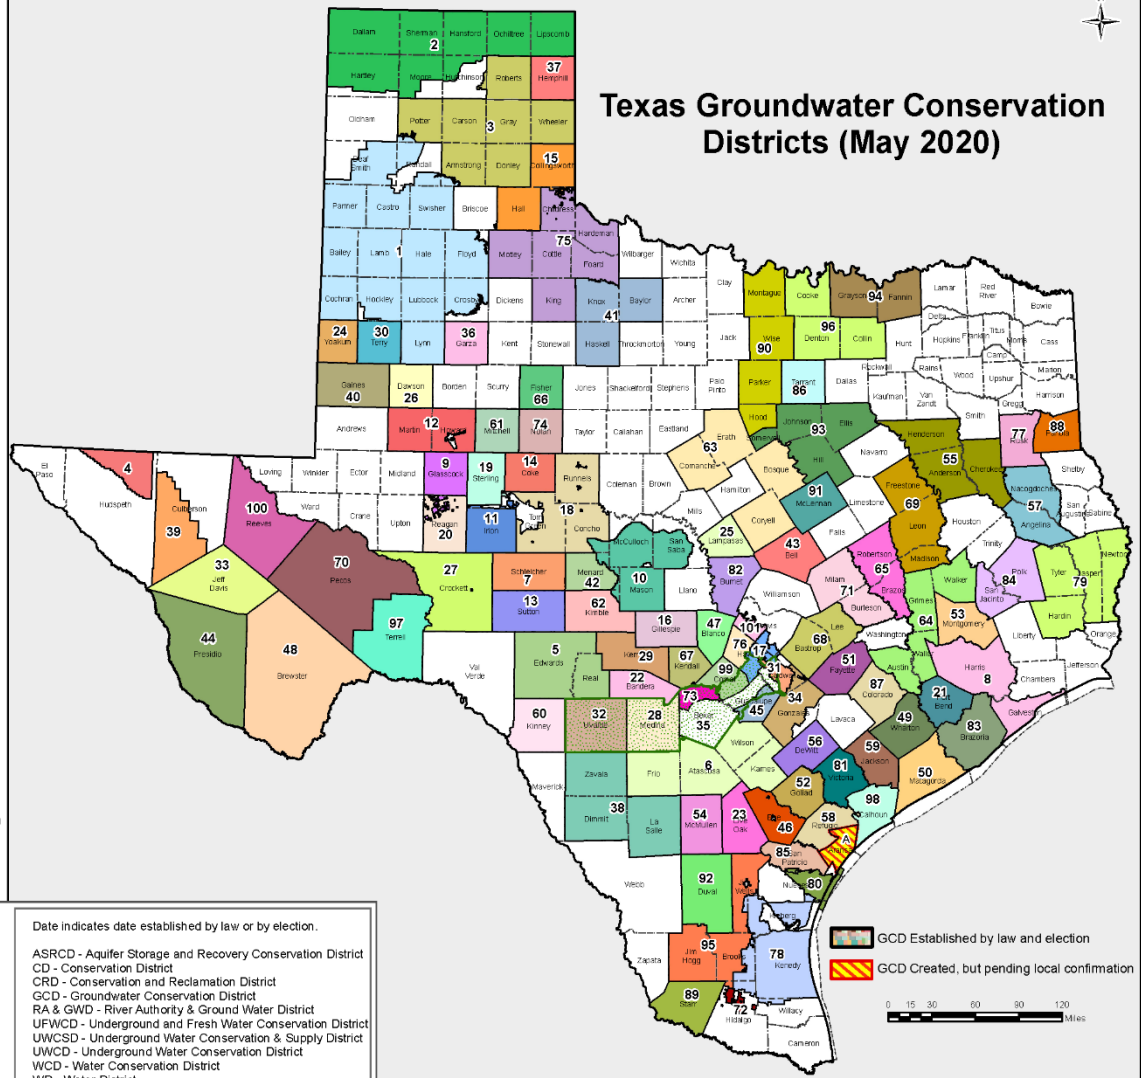 Texas Groundwater Conservation
Districts (May 2020)
Dallam Sherman Hansford Ochiltree Lipscomb
2
Hartley Moore Hutchinson Roberts 37 Hemphill
Oldham Potter Carson 3 Gray Wheeler
Deaf Smith Randall Armstrong Donley 15 Collingsworth
Parmer Castro Swisher Briscoe Hall Childress
Hardeman
Bailey Lamb 1 Hale Floyd Motley Cottle 75 Foard Wilbarger Wichita
Clay Montague Cooke Grayson 94 Fannin Lamar Red River Bowie
Cochran Hockley Lubbock Crosby Dickens King Knox 41 Baylor Archer
24 Yoakum 30 Terry Lynn 36 Garza Kent Stonewall Haskell Throckmorton Young Jack 90 Wise 96 Denton Collin Hunt Delta Hopkins Franklin Titus Morris Cass
Camp
Rockwall Rains Wood Upshur Marion
Gaines 40 Dawson 26 Borden Scurry Fisher 66 Jones Shackelford Stephens Palo Pinto Parker Tarrant 86 Dallas Kaufman Van Zandt Gregg Harrison
Smith
Andrews Martin 12 Howard 61 Mitchell 74 Nolan Taylor Callahan Eastland Erath 63 Hood Somervell Johnson 93 Ellis Henderson 77 Rusk 88 Panola
El Paso Hudspeth 4 Culberson 39 100 Reeves Loving Winkler Ector Midland 9 Glasscock 19 Sterling 14 Coke Runnels Coleman Brown Comanche Bosque Hill Navarro Anderson 55 Cherokee Shelby
Ward Crane Upton Reagan 20 11 Irion Tom Green 18 Concho Mills Hamilton 91 McLennan Limestone Freestone 69 Leon Nacogdoches 57 Angelina San Augustine Sabine
33 Jeff Davis 70 Pecos 27 Crockett Schleicher 7 Menard 42 McCulloch San Saba 25 Lampasas Coryell 43 Bell Falls Houston Trinity
Robertson 65 Brazos Madison Walker Polk 84 San Jacinto Tyler Jasper 79 Newton Hardin
44 Presidio 48 Brewster 97 Terrell 13 Sutton 62 Kimble 10 Mason Llano 82 Burnet Williamson 71 Milam Burleson Grimes 64 53 Montgomery Liberty Orange
Val Verde 5 Edwards Real 16 Gillespie 47 Blanco 101 76 17 68 Bastrop Lee Washington Waller Jefferson
29 67 Kendall 99 31 51 Fayette Austin Harris 8 Chambers
22 Bandera 73 45 34 Gonzales 87 Colorado 21 Bend Galveston
60 Kinney 32 Uvalde 28 Medina Bexar 35 Guadalupe Lavaca 49 Wharton 83 Brazoria
Wilson 56 DeWitt 59 Jackson 50 Matagorda
Maverick Zavala Frio 6 Atascosa Karnes 81 Victoria
38 Dimmit La Salle 54 McMullen 23 Live Oak Bee 46 52 Goliad 58 Refugio 98 Calhoun
A Aransas
85 San Patricio
Webb 92 Duval Jim Wells 80 Nueces
Kleberg
Zapata Jim Hogg 95 Brooks 78 Kenedy
89 Starr 72 Hidalgo Willacy
Cameron
GCD Established by law and election
GCD Created, but pending local confirmation
0 15 30 60 90 120
Miles
Date indicates date established by law or by election.
ASRCD - Aquifer Storage and Recovery Conservation District
CD - Conservation District
CRD - Conservation and Reclamation District
GCD - Groundwater Conservation District
RA & GWD - River Authority & Ground Water District
UFWCD - Underground and Fresh Water Conservation District
UWCSD - Underground Water Conservation & Supply District
UWCD - Underground Water Conservation District
WCD - Water Conservation District
WD - Water District